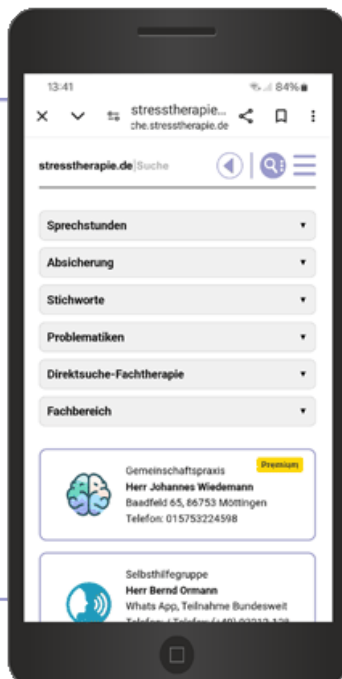 13:41 84%
stresstherapie...
che.stresstherapie.de
stresstherapie.de|Suche
Sprechstunden
Absicherung
Stichworte
Problematiken
Direktsuche-Fachtherapie
Fachbereich
Premium
Gemeinschaftspraxis
Herr Johannes Wiedemann
Baadfeld 65, 86753 Möttingen
Telefon: 015753224598
Selbsthilfegruppe
Herr Bernd Ormann
Whats App, Teilnahme Bundesweit